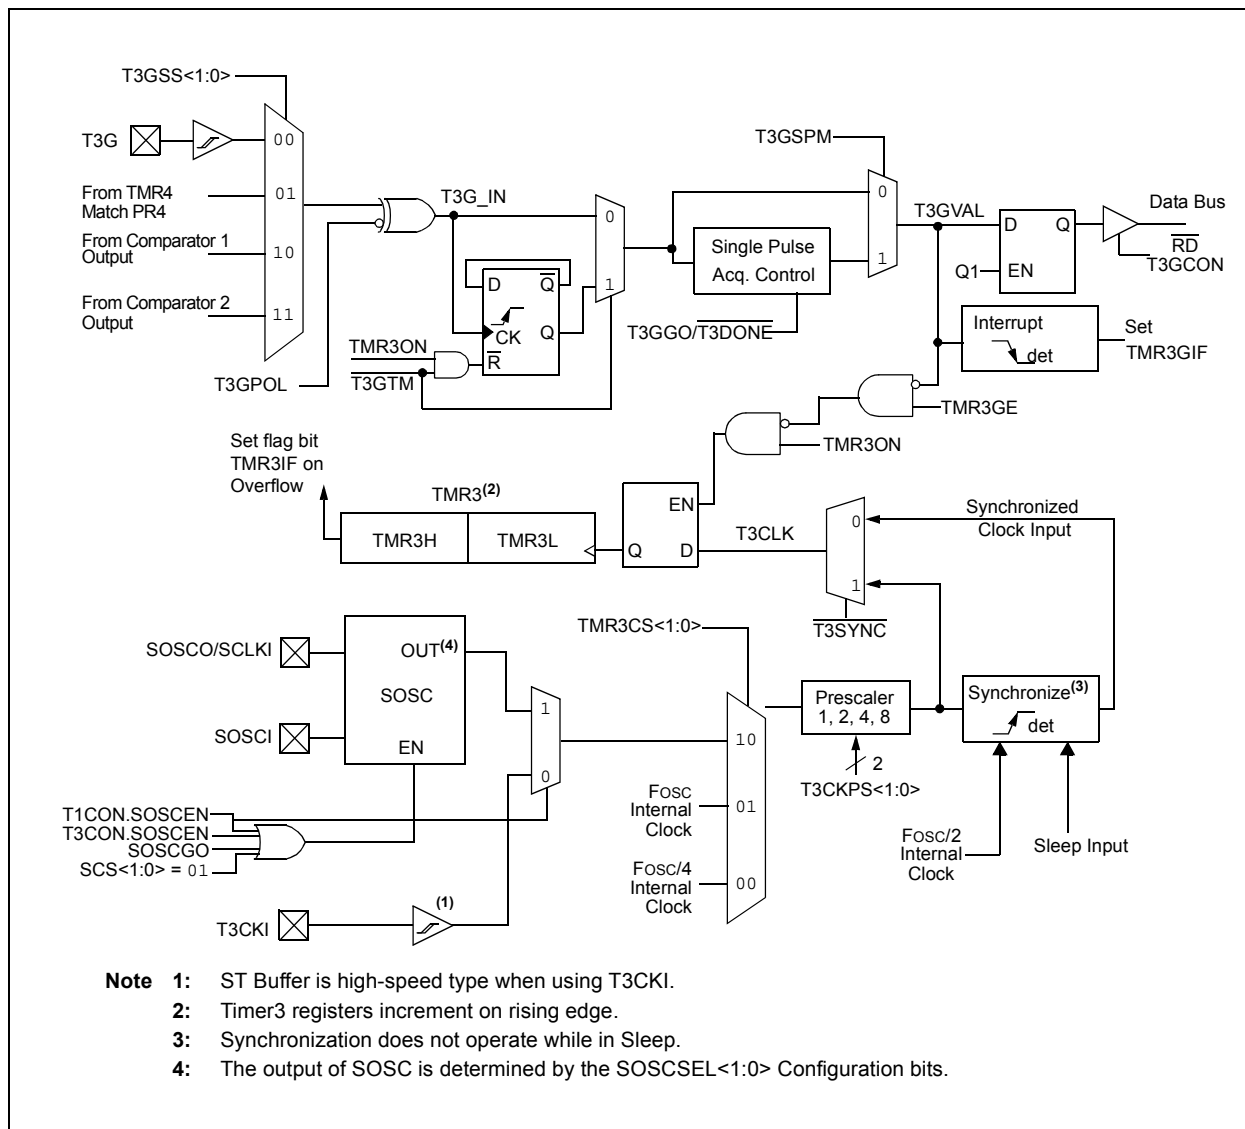 T3GSS<1:0>
T3G
00
From TMR4
Match PR4
01
From Comparator 1
Output
10
From Comparator 2
Output
11
T3GPOL
T3G_IN
0
1
D
Q
CK
Q
R
TMR3ON
T3GTM
Single Pulse
Acq. Control
T3GGO/T3DONE
T3GSPM
0
1
T3GVAL
D
Q
Q1
EN
Data Bus
RD
T3GCON
Interrupt
det
Set
TMR3GIF
TMR3GE
TMR3ON
Set flag bit
TMR3IF on
Overflow
TMR3(2)
TMR3H
TMR3L
EN
Q
D
T3CLK
0
1
T3SYNC
Synchronized
Clock Input
SOSCO/SCLKI
OUT(4)
SOSC
SOSCI
EN
1
0
T1CON.SOSCEN
T3CON.SOSCEN
SOSCGO
SCS<1:0> = 01
T3CKI
(1)
TMR3CS<1:0>
10
FOSC
Internal
Clock
01
FOSC/4
Internal
Clock
00
Prescaler
1, 2, 4, 8
2
T3CKPS<1:0>
Synchronize(3)
det
FOSC/2
Internal
Clock
Sleep Input
Note 1: ST Buffer is high-speed type when using T3CKI.
2: Timer3 registers increment on rising edge.
3: Synchronization does not operate while in Sleep.
4: The output of SOSC is determined by the SOSCSEL<1:0> Configuration bits.